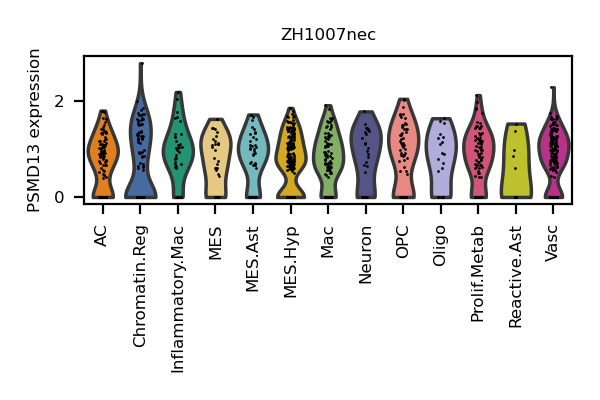 ZH1007nec
PSMD13 expression
2
0
AC
Chromatin.Reg
Inflammatory.Mac
MES
MES.Ast
MES.Hyp
Mac
Neuron
OPC
Oligo
Prolif.Metab
Reactive.Ast
Vasc